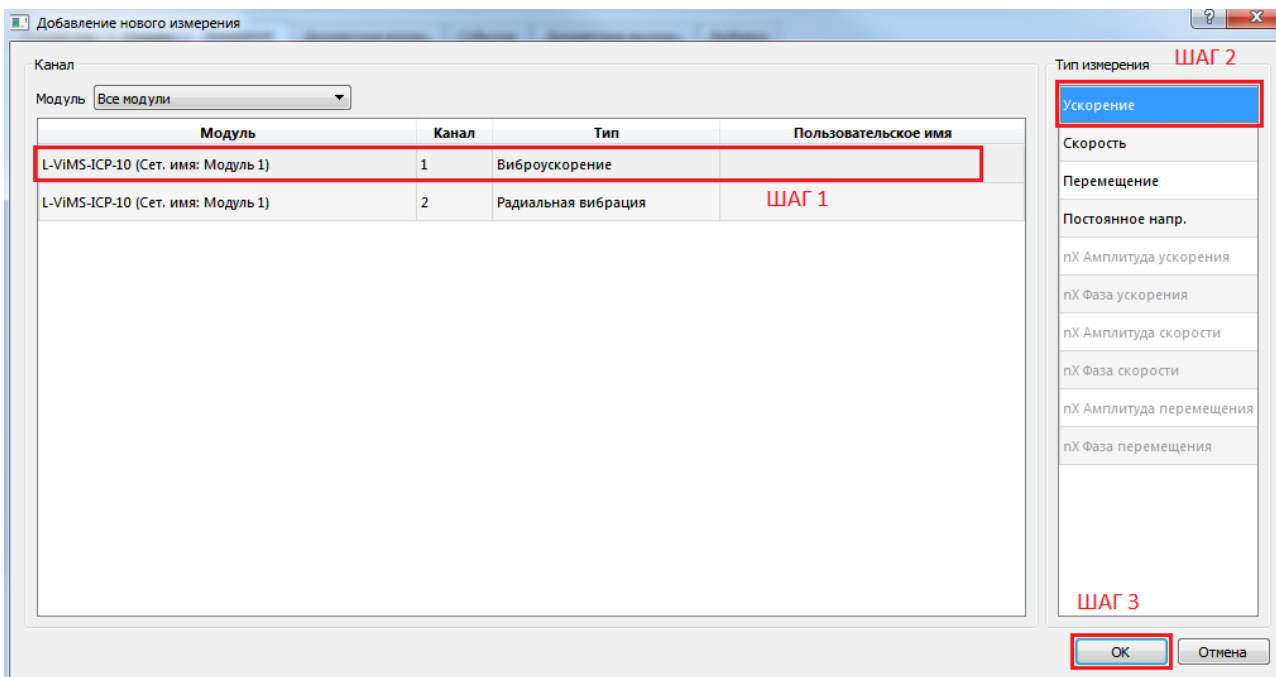 Добавление нового измерения
Канал
Модуль Все модули
Модуль Канал Тип Пользовательское имя
L-ViMS-ICP-10 (Сет. имя: Модуль 1) 1 Виброускорение
L-ViMS-ICP-10 (Сет. имя: Модуль 1) 2 Радиальная вибрация
ШАГ 1
Тип измерения
ШАГ 2
Ускорение
Скорость
Перемещение
Постоянное напр.
nX Амплитуда ускорения
nX Фаза ускорения
nX Амплитуда скорости
nX Фаза скорости
nX Амплитуда перемещения
nX Фаза перемещения
ШАГ 3
OK Отмена